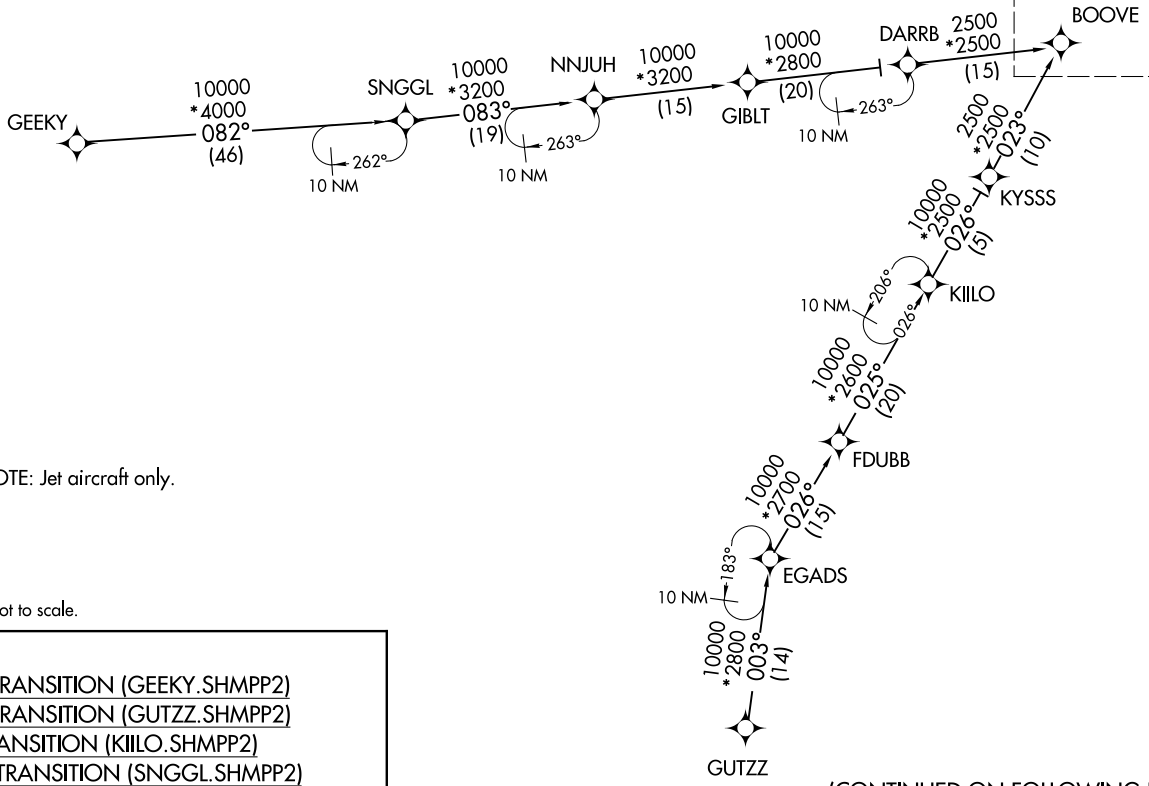 BOOVE
2500
*2500
(15)
DARRB
10000
*2800
(20)
263°
10 NM
GIBLT
10000
*3200
(15)
NNJUH
10000
*3200
083°
(19)
263°
10 NM
SNGGL
10000
*4000
082°
(46)
262°
10 NM
GEEKY
2500
*2500
023°
(10)
KYSSS
10000
*2500
026°
(5)
KIILO
206°
026°
10 NM
10000
*2600
025°
(20)
FDUBB
10000
*2700
026°
(15)
EGADS
183°
10 NM
10000
*2800
003°
(14)
GUTZZ
OTE: Jet aircraft only.
ot to scale.
RANSITION (GEEKY.SHMPP2)
RANSITION (GUTZZ.SHMPP2)
ANSITION (KIILO.SHMPP2)
TRANSITION (SNGGL.SHMPP2)